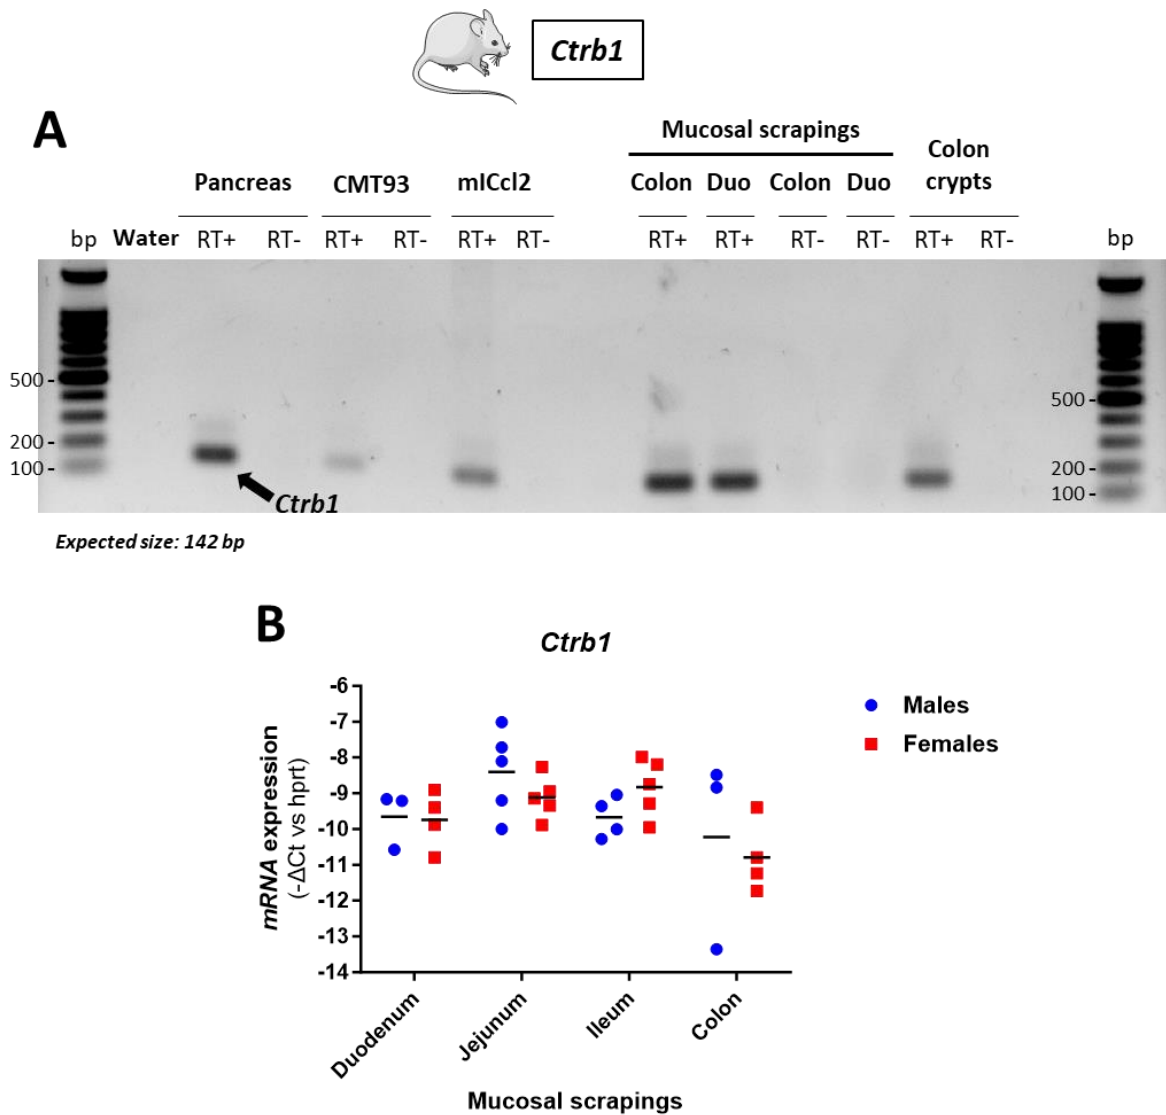 Ctrb1
A
Mucosal scrapings
Colon crypts
Pancreas CMT93 mICcl2 Colon Duo Colon Duo
bp Water RT+ RT- RT+ RT- RT+ RT- RT+ RT+ RT- RT- RT+ RT- bp
500 -
200 -
100 -
500 -
200 -
100 -
Ctrb1
Expected size: 142 bp
B
Ctrb1
mRNA expression
(-ΔCt vs hprt)
-6
-7
-8
-9
-10
-11
-12
-13
-14
Duodenum Jejunum Ileum Colon
Mucosal scrapings
Males
Females